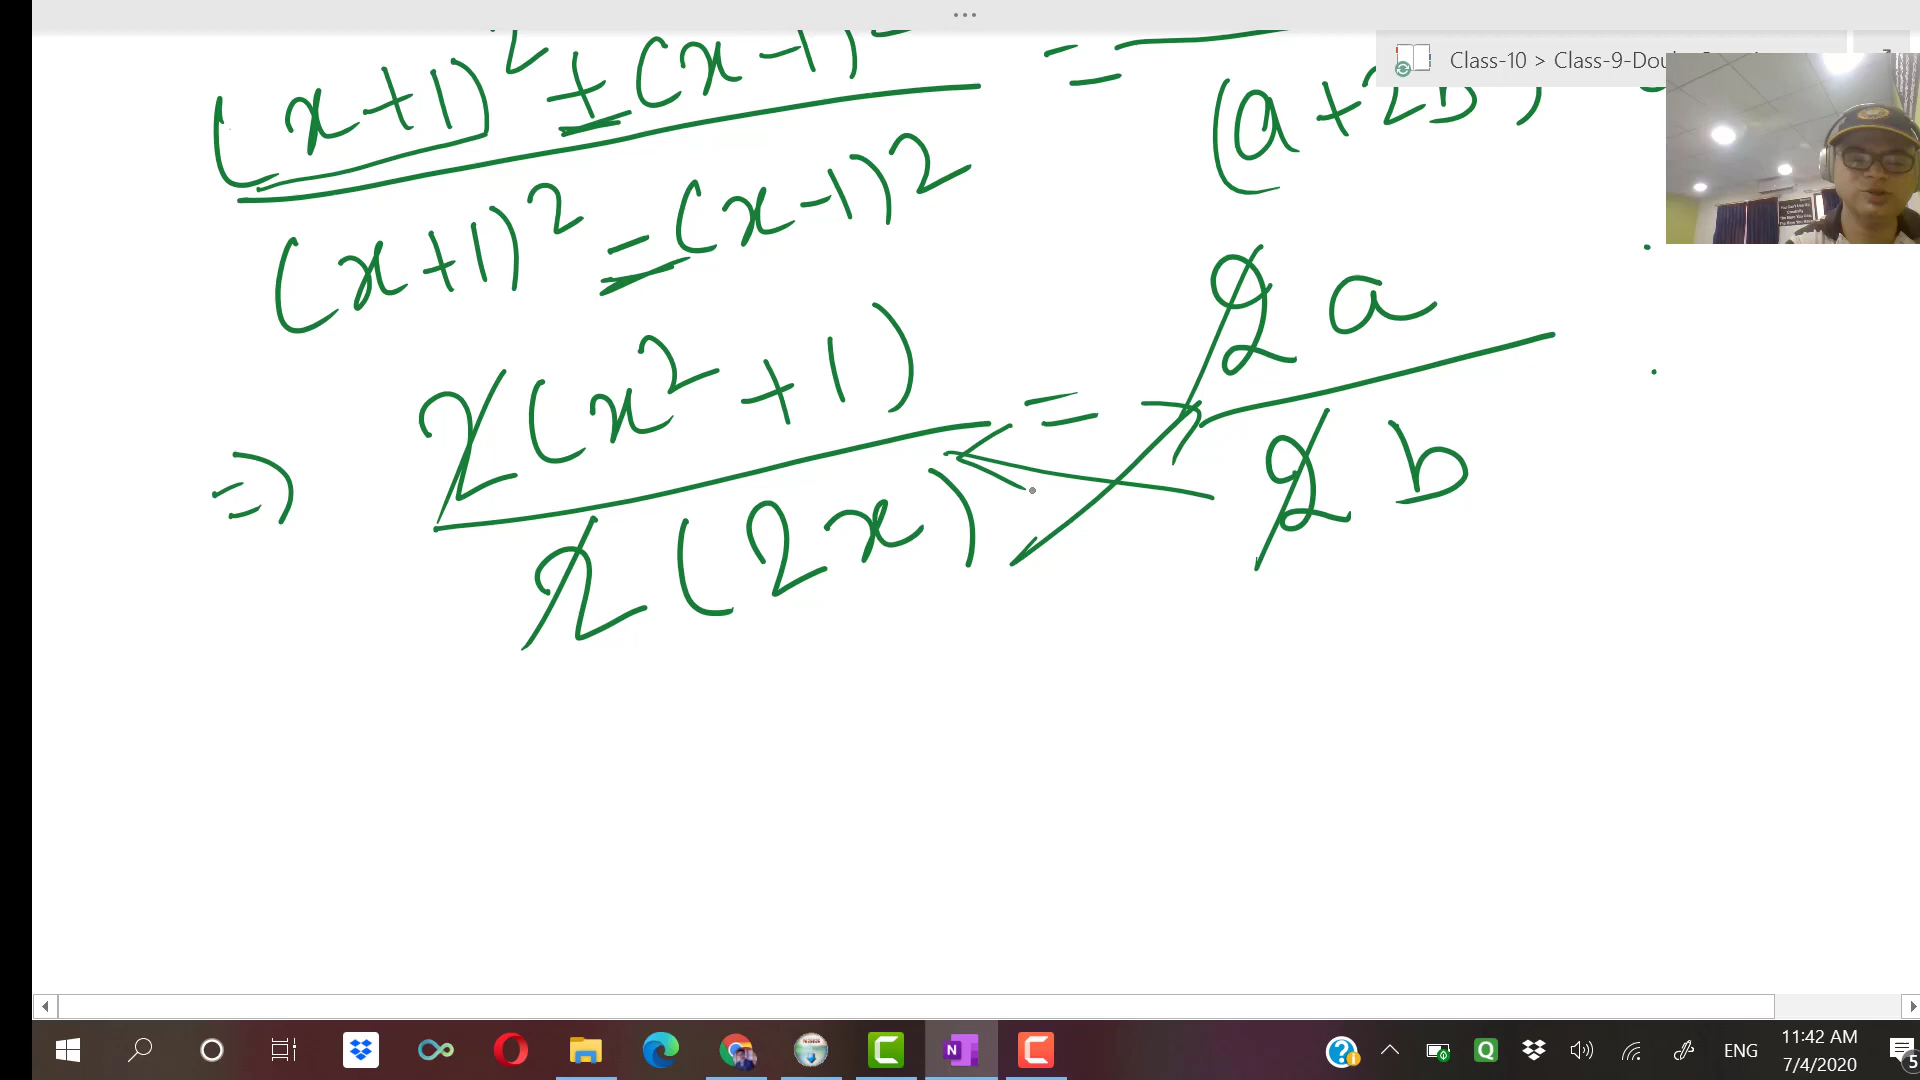 Class-10 > Class-9-Dou
(x+1)² + (x-1) =
(x+1)² - (x-1)²
(a+2b)
=> 2(x²+1) = 2a
2(2x) 2b
ENG
11:42 AM
7/4/2020
5